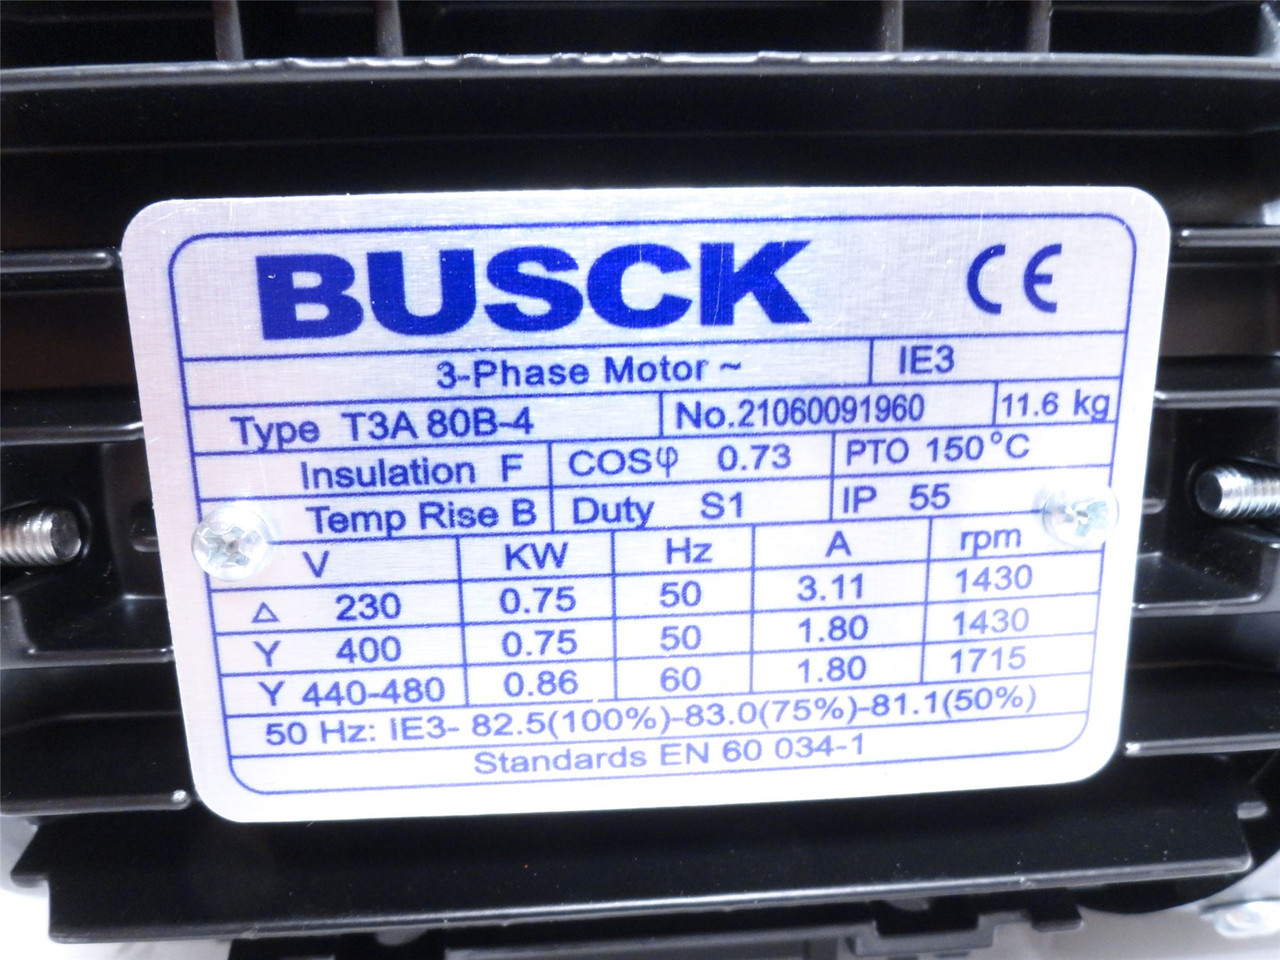 BUSCK CE
3-Phase Motor ~ IE3
Type T3A 80B-4 No.21060091960 11.6 kg
Insulation F COSφ 0.73 PTO 150°C
Temp Rise B Duty S1 IP 55
V KW Hz A rpm
△ 230 0.75 50 3.11 1430
Y 400 0.75 50 1.80 1430
Y 440-480 0.86 60 1.80 1715
50 Hz: IE3- 82.5(100%)-83.0(75%)-81.1(50%)
Standards EN 60 034-1